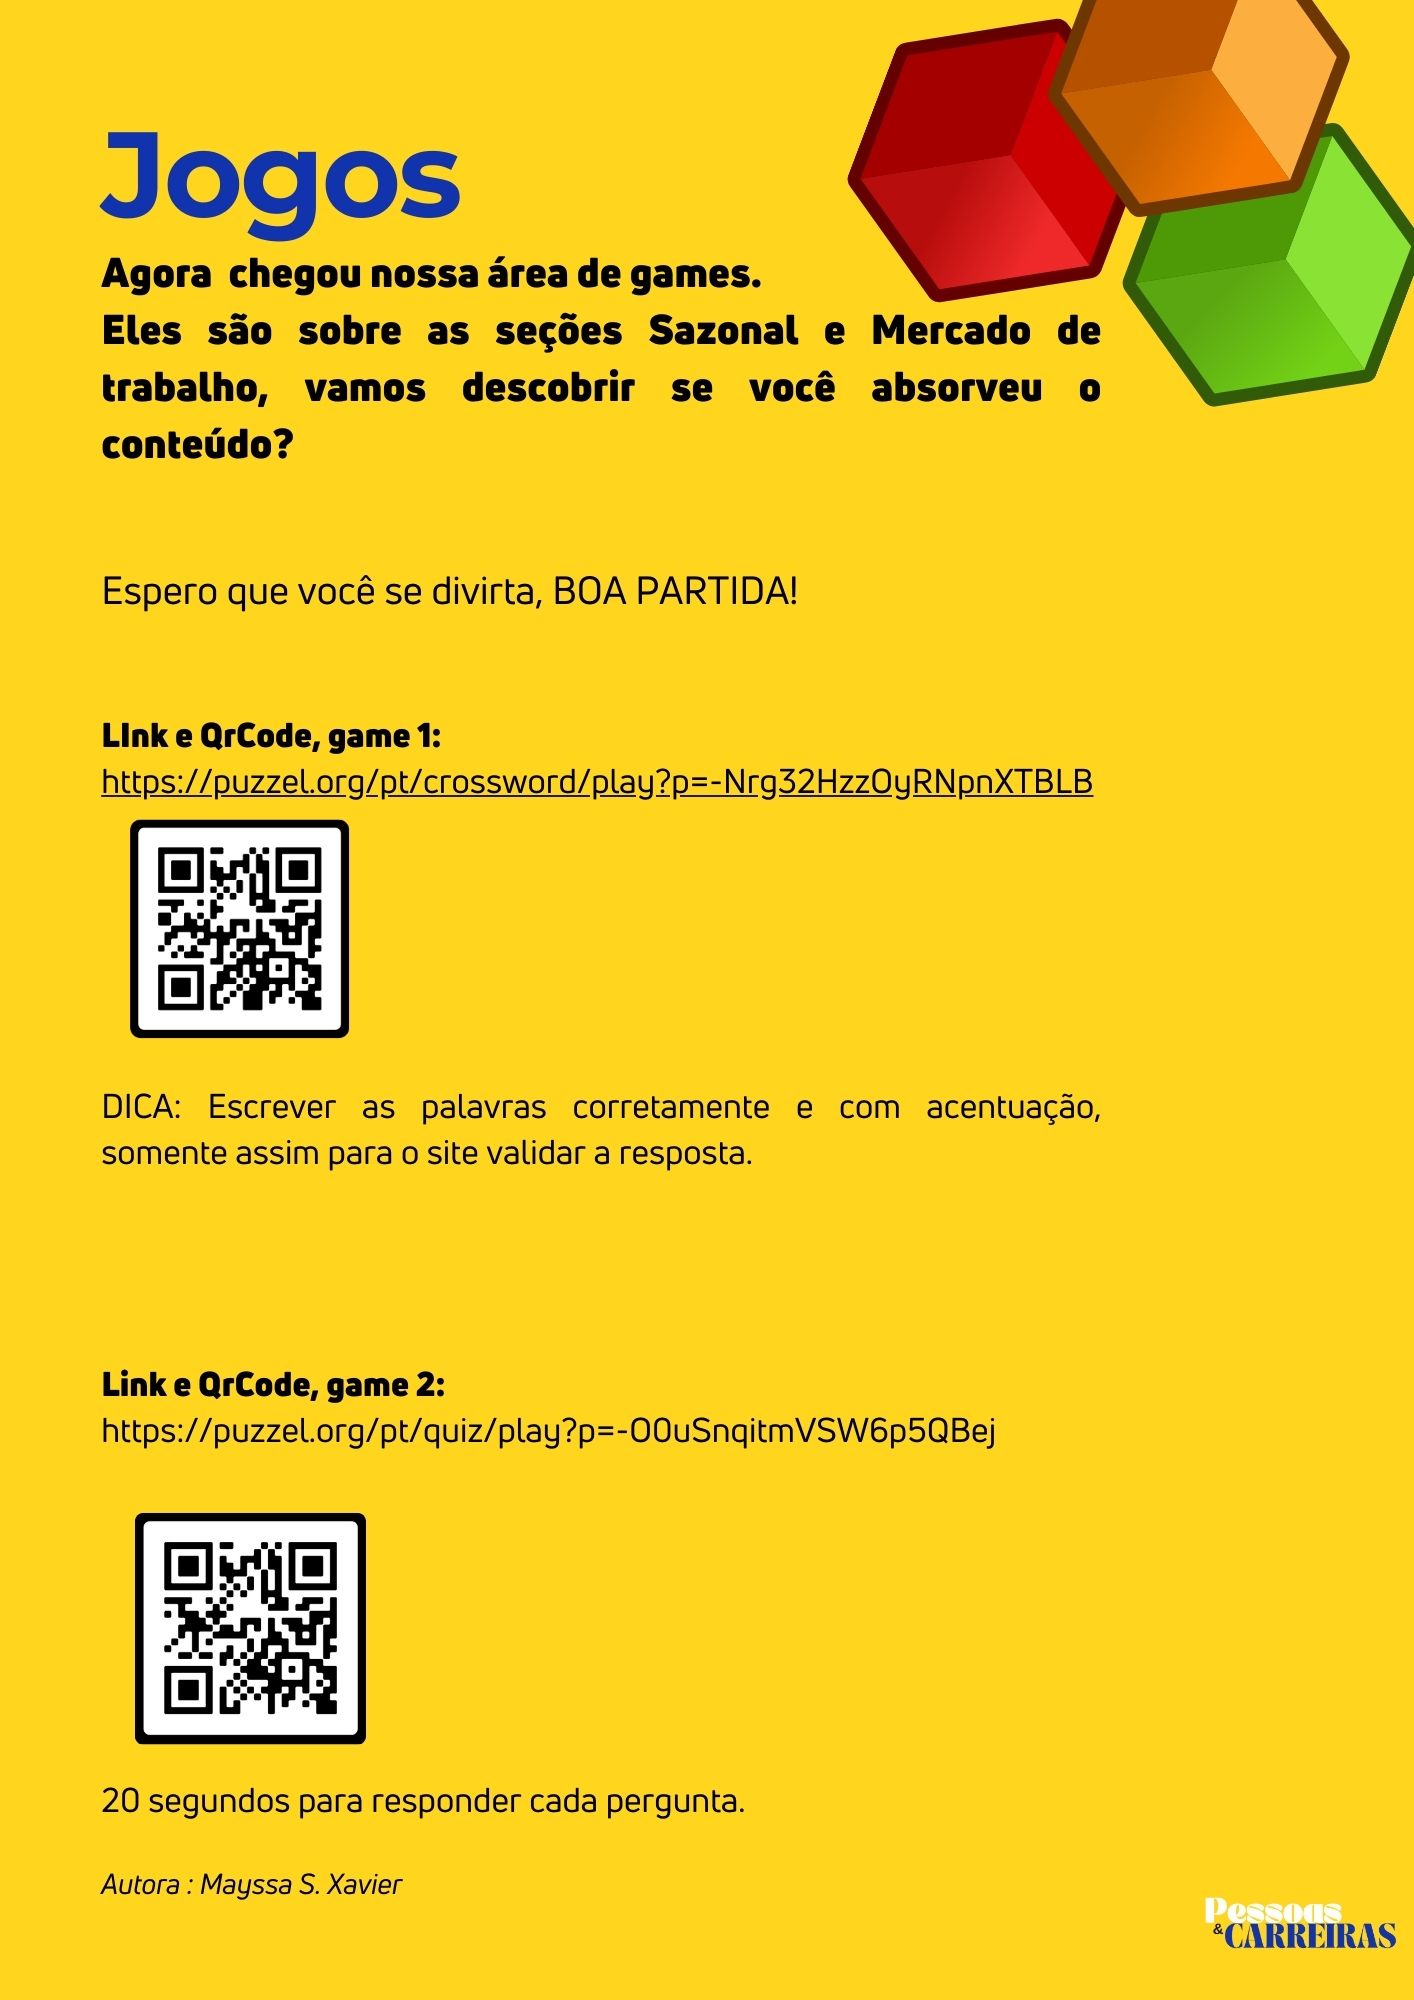 Jogos
Agora chegou nossa área de games.
Eles são sobre as seções Sazonal e Mercado de
trabalho, vamos descobrir se você absorveu o
conteúdo?
Espero que você se divirta, BOA PARTIDA!
LInk e QrCode, game 1:
https://puzzel.org/pt/crossword/play?p=-Nrg32HzzOyRNpnXTBLB
DICA: Escrever as palavras corretamente e com acentuação,
somente assim para o site validar a resposta.
Link e QrCode, game 2:
https://puzzel.org/pt/quiz/play?p=-O0uSnqitmVSW6p5QBej
20 segundos para responder cada pergunta.
Autora : Mayssa S. Xavier
Pessoas
&CARREIRAS